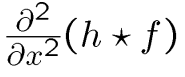 ∂²/∂x² (h ⋆ f)